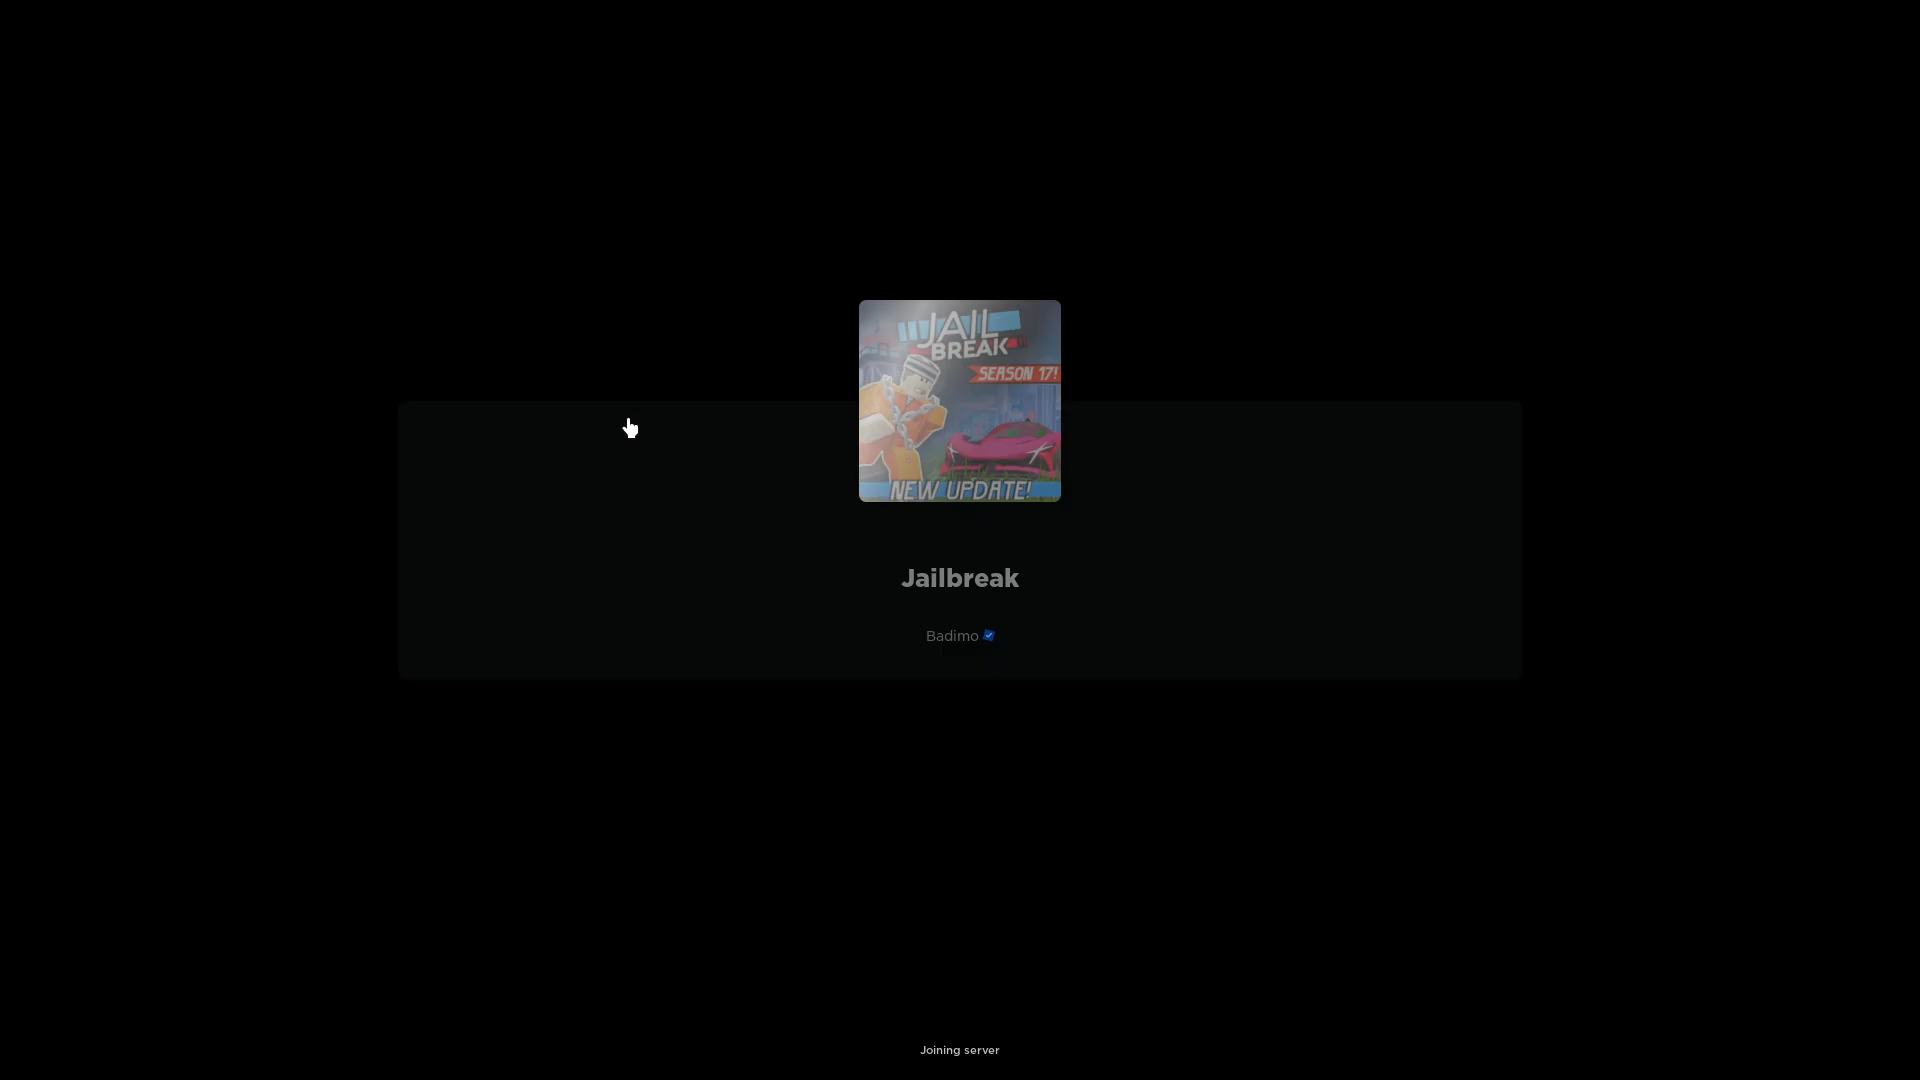 JAIL
BREAK
SEASON 17!
NEW UPDATE!
Jailbreak
Badimo
Joining server